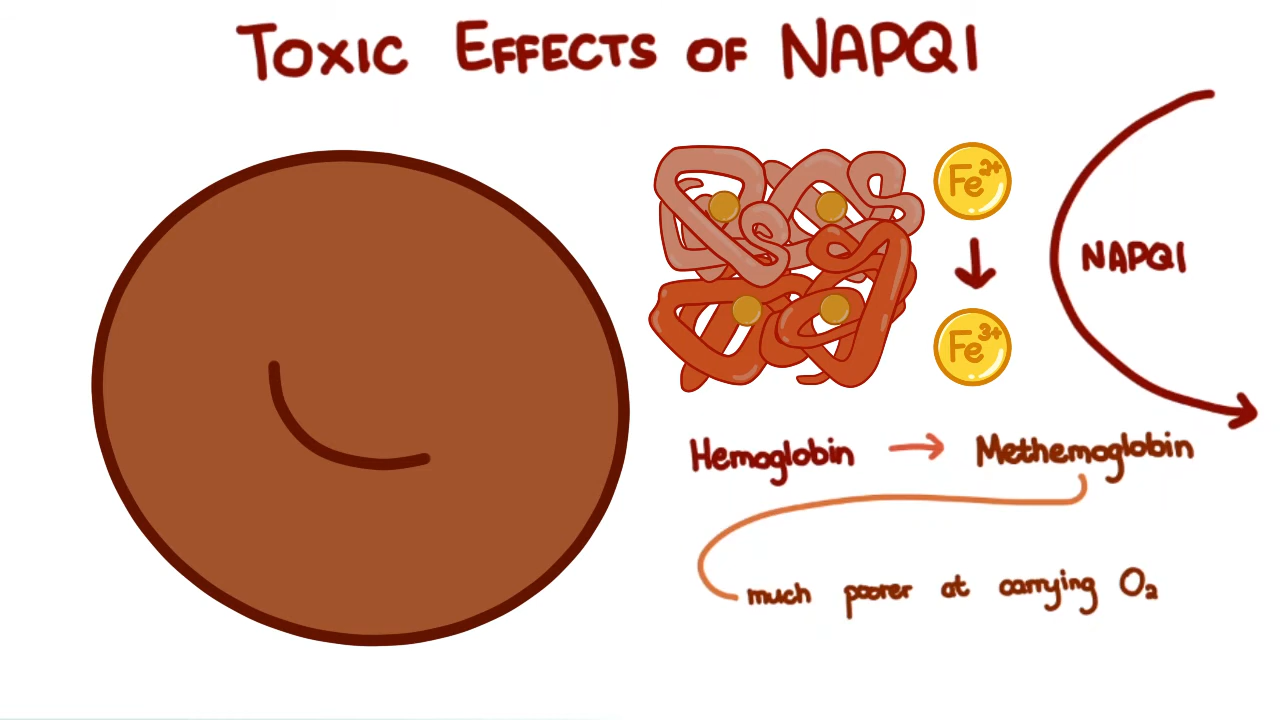 Toxic Effects of NAPQI
Fe2+
NAPQI
Fe3+
Hemoglobin → Methemoglobin
much poorer at carrying O2